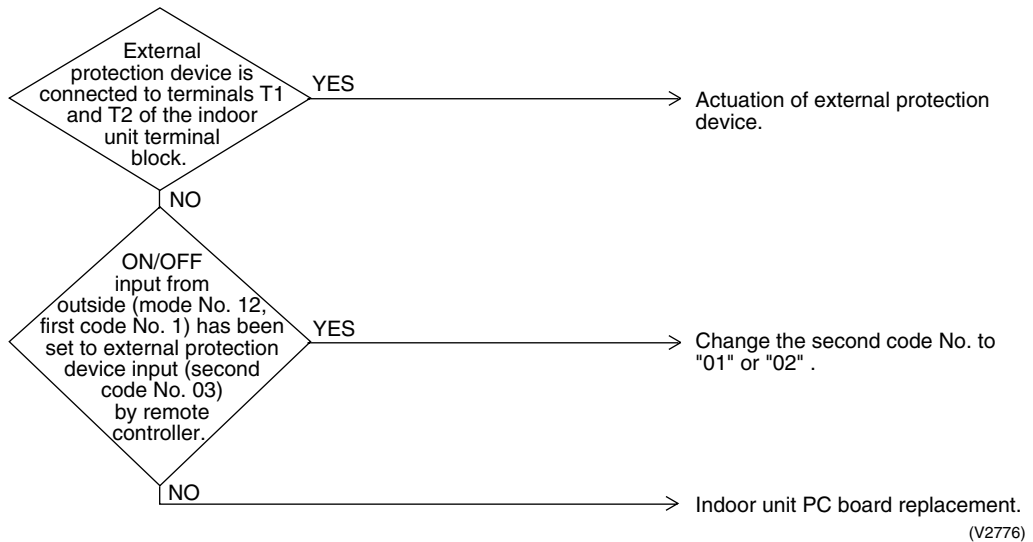 External
protection device is
connected to terminals T1
and T2 of the indoor
unit terminal
block.
YES
Actuation of external protection
device.
NO
ON/OFF
input from
outside (mode No. 12,
first code No. 1) has been
set to external protection
device input (second
code No. 03)
by remote
controller.
YES
Change the second code No. to
"01" or "02" .
NO
Indoor unit PC board replacement.
(V2776)